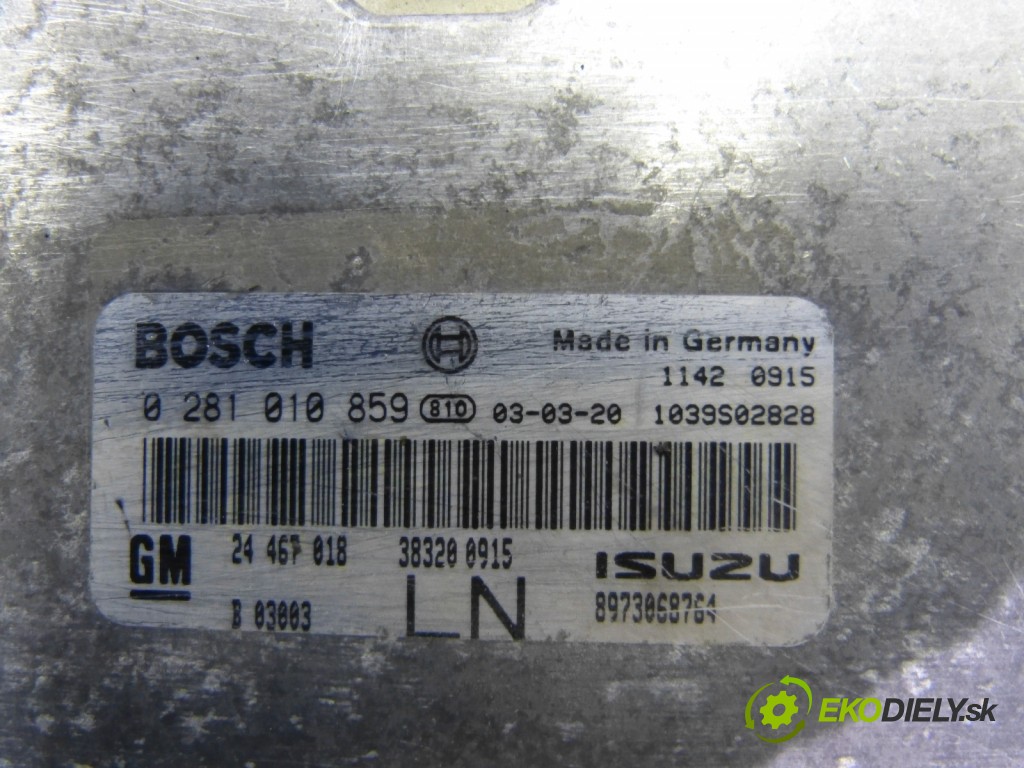 BOSCH H Made in Germany
1142 0915
0 281 010 859 810 03-03-20 1039S02828
GM 24 467 018 38320 0915 ISUZU
B 03003 LN 8973068764
EKODIELY.sk